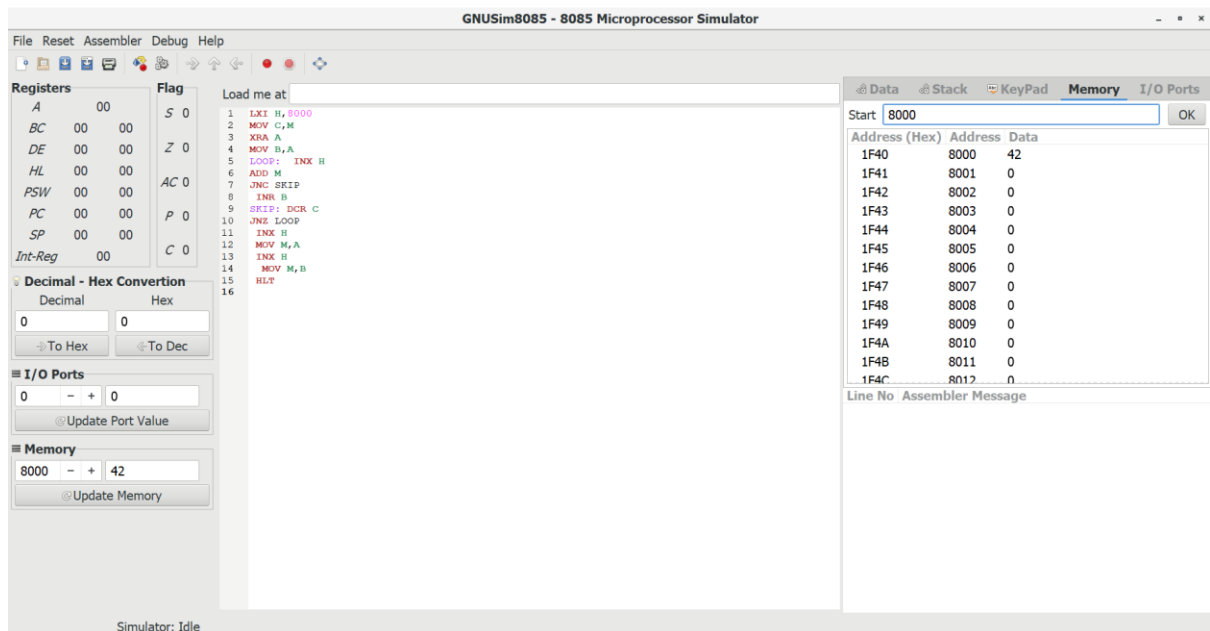 GNUSim8085 - 8085 Microprocessor Simulator
File Reset Assembler Debug Help
Registers
A 00
BC 00 00
DE 00 00
HL 00 00
PSW 00 00
PC 00 00
SP 00 00
Int-Reg 00
Flag
S 0
Z 0
AC 0
P 0
C 0
Decimal - Hex Convertion
Decimal Hex
0 0
To Hex To Dec
I/O Ports
0 - + 0
Update Port Value
Memory
8000 - + 42
Update Memory
Load me at
1 LXI H,8000
2 MOV C,M
3 XRA A
4 MOV B,A
5 LOOP: INX H
6 ADD M
7 JNC SKIP
8 INR B
9 SKIP: DCR C
10 JNZ LOOP
11 INX H
12 MOV M,A
13 INX H
14 MOV M,B
15 HLT
16
Data Stack KeyPad Memory I/O Ports
Start 8000 OK
Address (Hex) Address Data
1F40 8000 42
1F41 8001 0
1F42 8002 0
1F43 8003 0
1F44 8004 0
1F45 8005 0
1F46 8006 0
1F47 8007 0
1F48 8008 0
1F49 8009 0
1F4A 8010 0
1F4B 8011 0
1F4C 8012 0
Line No Assembler Message
Simulator: Idle